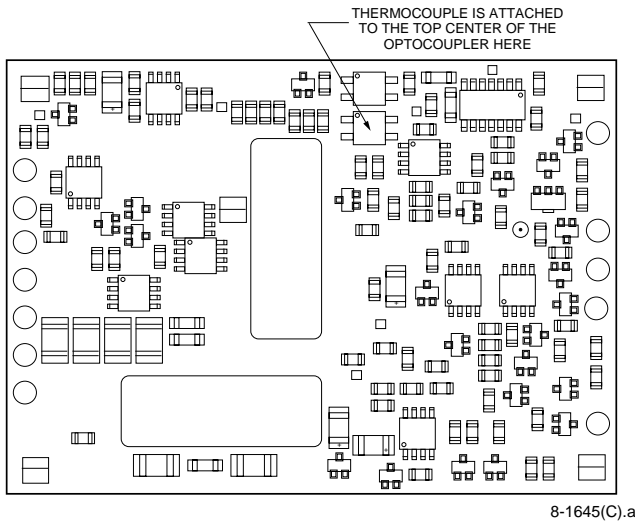 THERMOCOUPLE IS ATTACHED
TO THE TOP CENTER OF THE
OPTOCOUPLER HERE
8-1645(C).a